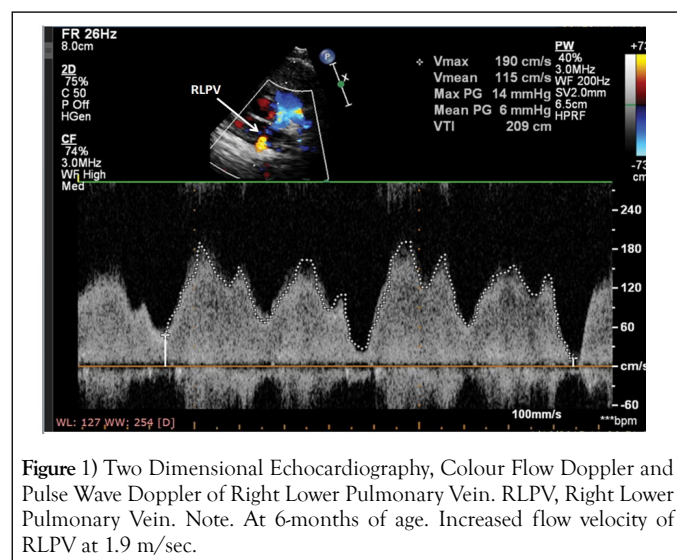 FR 26Hz
8.0cm
2D
75%
C 50
P Off
HGen
CF
74%
3.0MHz
WF High
Med
RLPV
P
Vmax 190 cm/s
Vmean 115 cm/s
Max PG 14 mmHg
Mean PG 6 mmHg
VTI 209 cm
PW
40%
3.0MHz
WF 200Hz
SV2.0mm
6.5cm
HPRF
+73
-73
cm
240
180
120
60
cm/s
-60
100mm/s
***bpm
WL: 127 WW: 254 [D]
Figure 1) Two Dimensional Echocardiography, Colour Flow Doppler and
Pulse Wave Doppler of Right Lower Pulmonary Vein. RLPV, Right Lower
Pulmonary Vein. Note. At 6-months of age. Increased flow velocity of
RLPV at 1.9 m/sec.